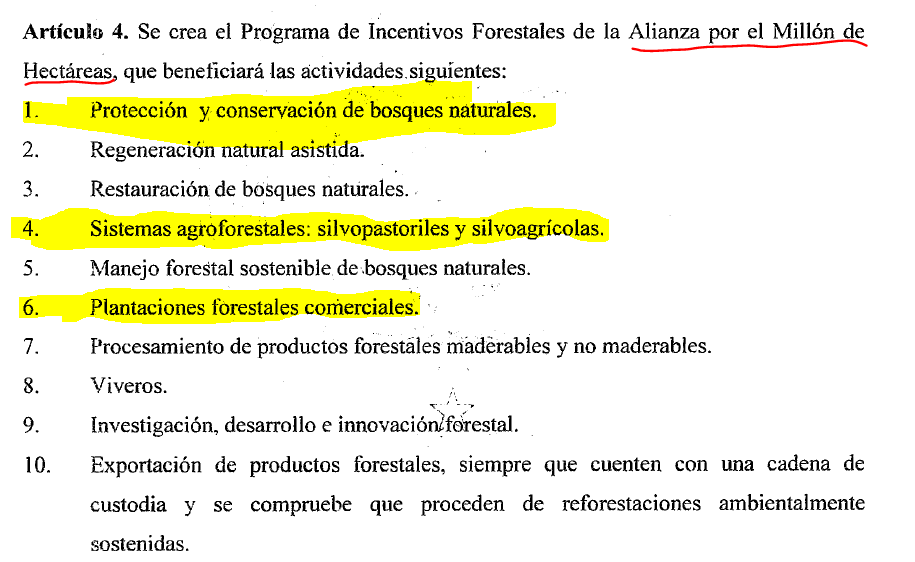 Artículo 4. Se crea el Programa de Incentivos Forestales de la Alianza por el Millón de
Hectáreas, que beneficiará las actividades siguientes:
1. Protección y conservación de bosques naturales.
2. Regeneración natural asistida.
3. Restauración de bosques naturales.
4. Sistemas agroforestales: silvopastoriles y silvoagrícolas.
5. Manejo forestal sostenible de bosques naturales.
6. Plantaciones forestales comerciales.
7. Procesamiento de productos forestales maderables y no maderables.
8. Viveros.
9. Investigación, desarrollo e innovación forestal.
10. Exportación de productos forestales, siempre que cuenten con una cadena de
custodia y se compruebe que proceden de reforestaciones ambientalmente
sostenidas.